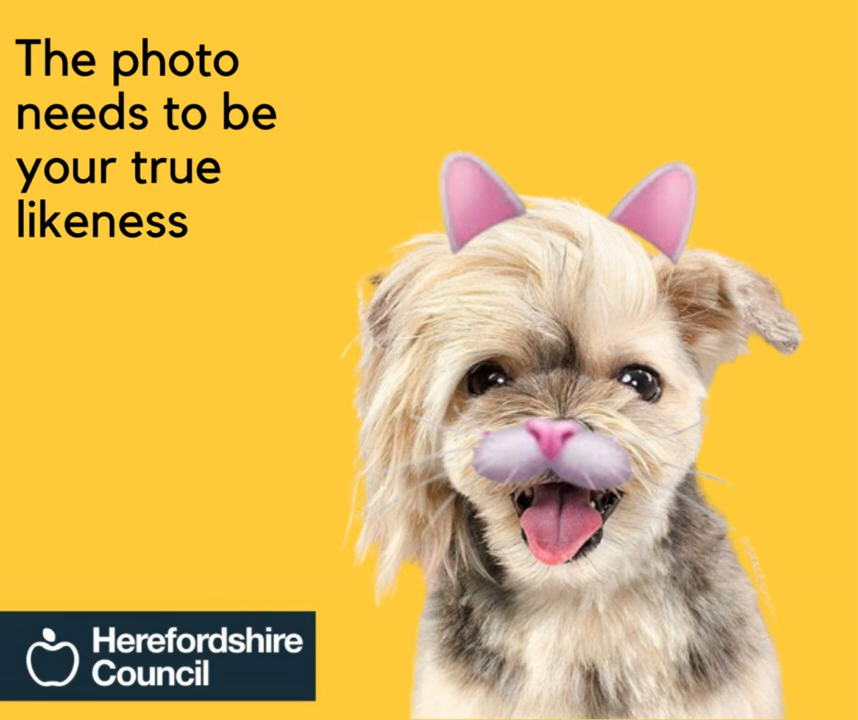 The photo
needs to be
your true
likeness
Herefordshire
Council